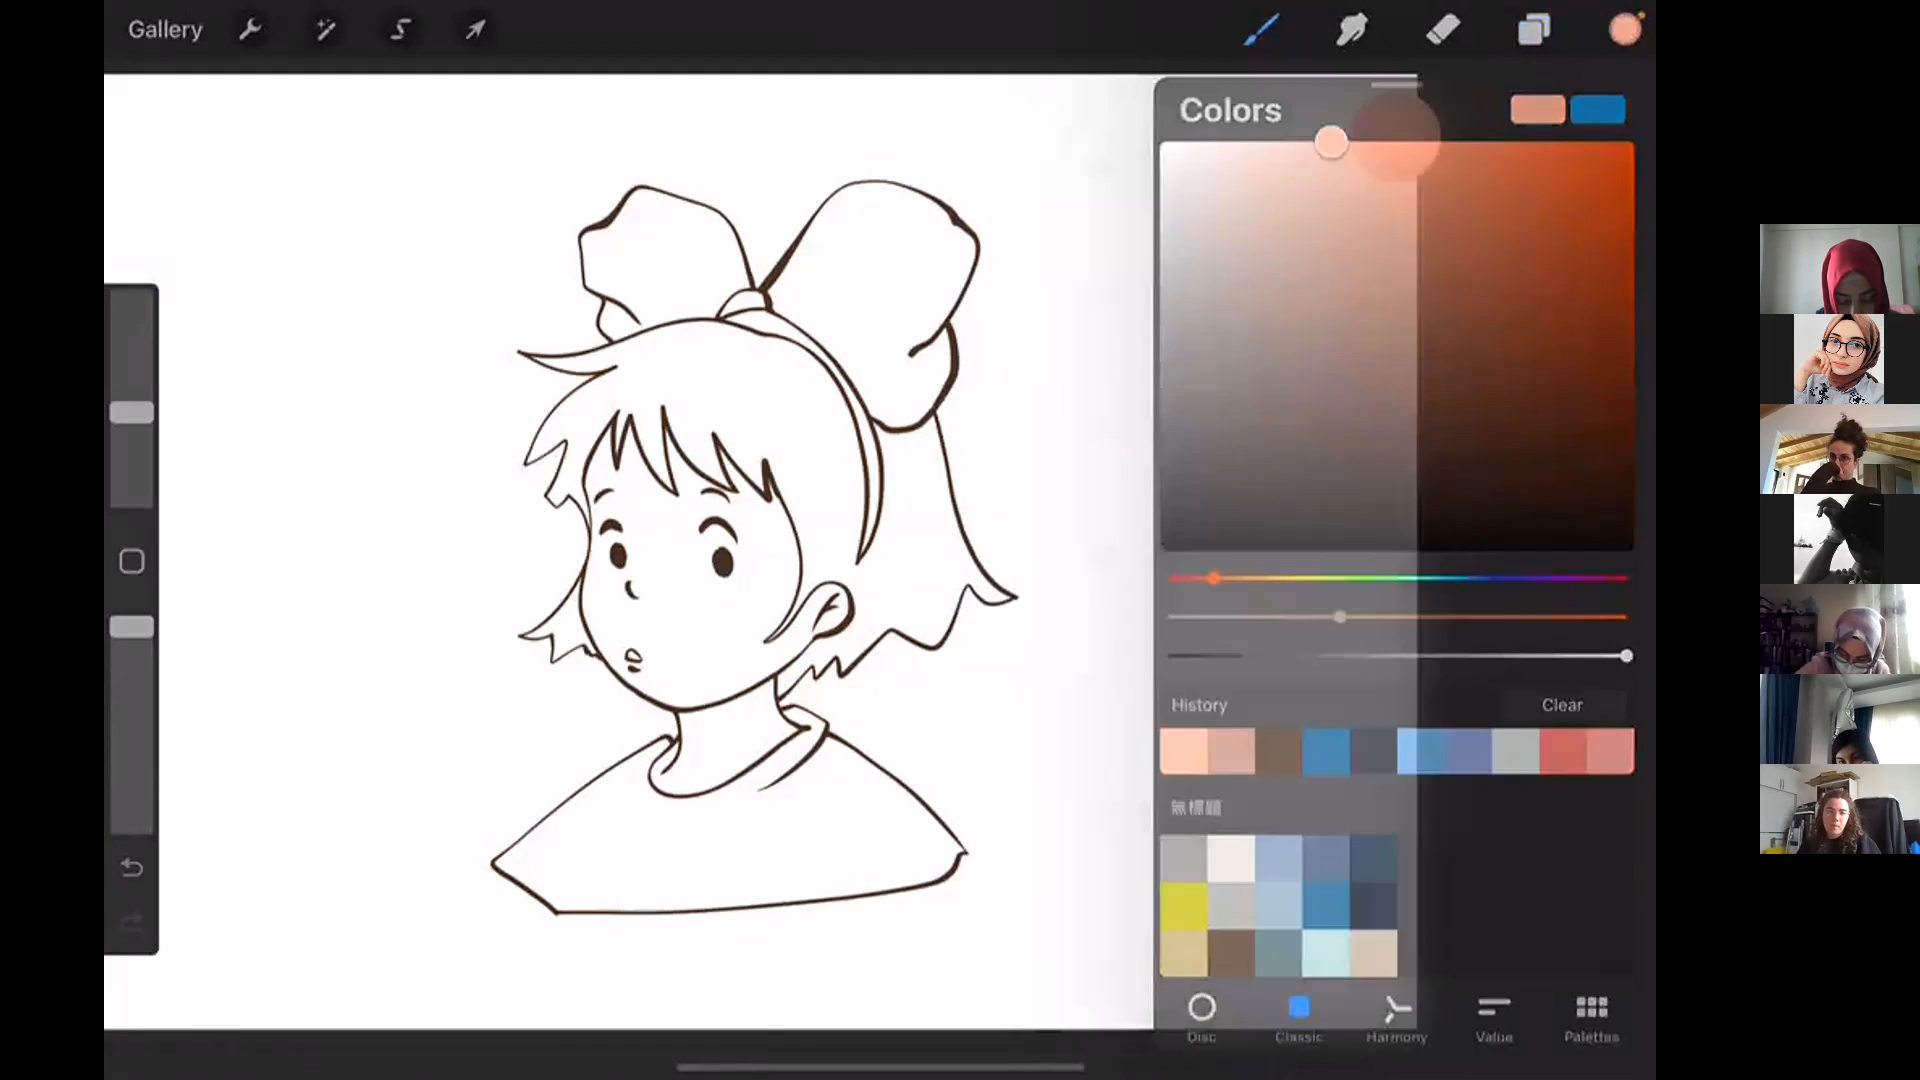 Gallery
Colors
History
Clear
無標題
Disc
Classic
Harmony
Value
Palettes